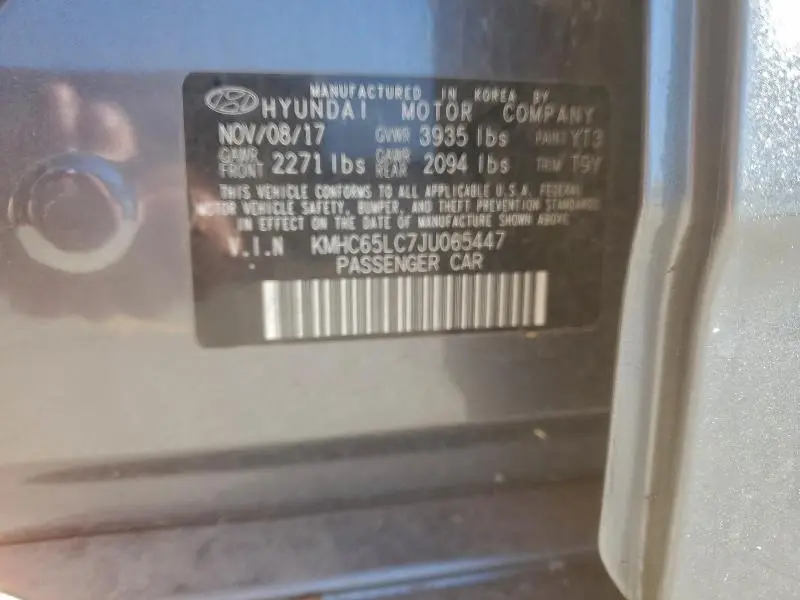 MANUFACTURED IN KOREA BY
HYUNDAI MOTOR COMPANY
NOV/08/17 GVWR 3935 lbs PAINT YT3
GAWR FRONT 2271 lbs GAWR REAR 2094 lbs TRIM T9Y
THIS VEHICLE CONFORMS TO ALL APPLICABLE U.S.A. FEDERAL
MOTOR VEHICLE SAFETY, BUMPER, AND THEFT PREVENTION STANDARDS
IN EFFECT ON THE DATE OF MANUFACTURE SHOWN ABOVE.
V.I.N KMHC65LC7JU065447
PASSENGER CAR